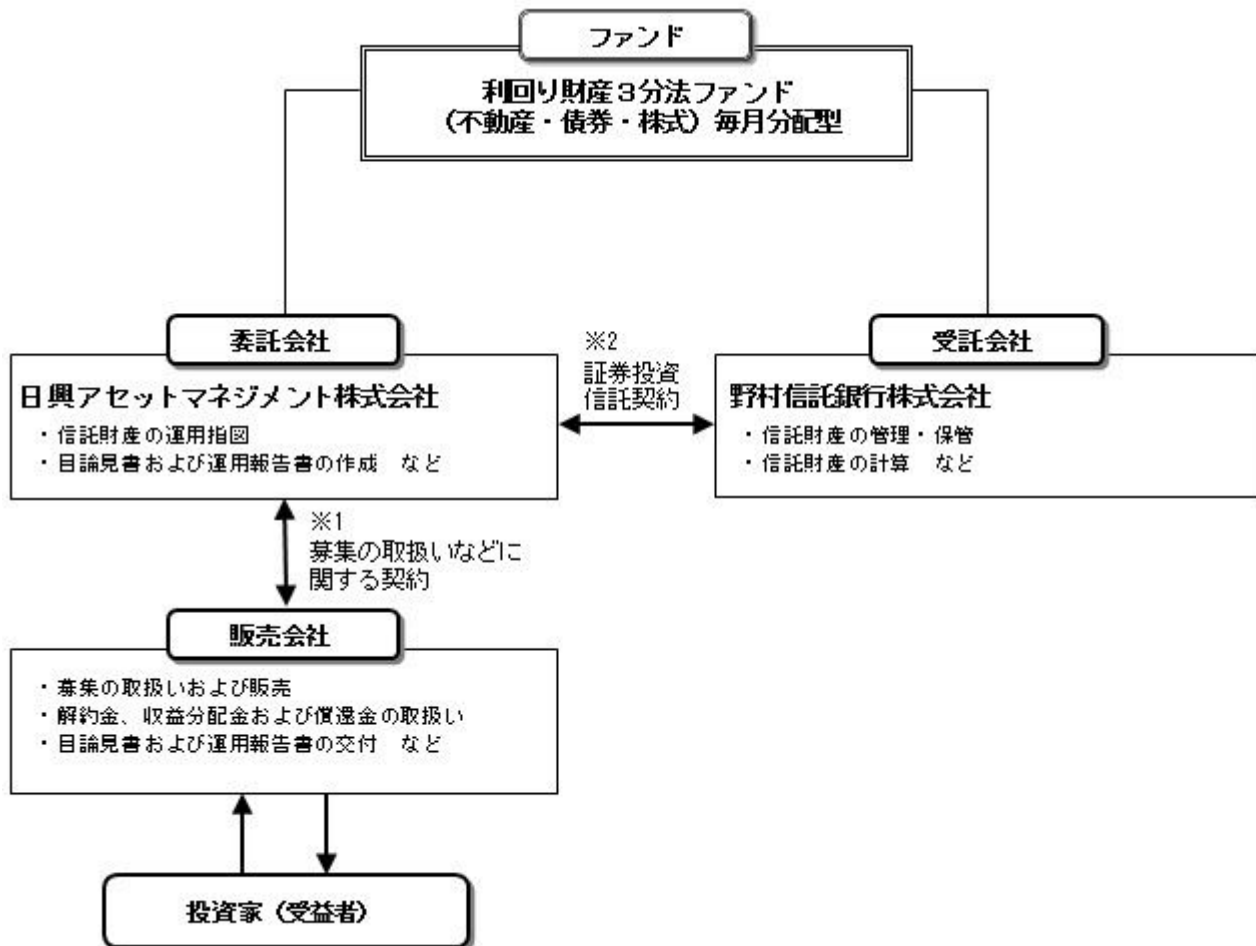 ファンド
利回り財産3分法ファンド
(不動産・債券・株式)毎月分配型
委託会社
日興アセットマネジメント株式会社
・信託財産の運用指図
・目論見書および運用報告書の作成 など
※2
証券投資
信託契約
受託会社
野村信託銀行株式会社
・信託財産の管理・保管
・信託財産の計算 など
※1
募集の取扱いなどに
関する契約
販売会社
・募集の取扱いおよび販売
・解約金、収益分配金および償還金の取扱い
・目論見書および運用報告書の交付 など
投資家(受益者)